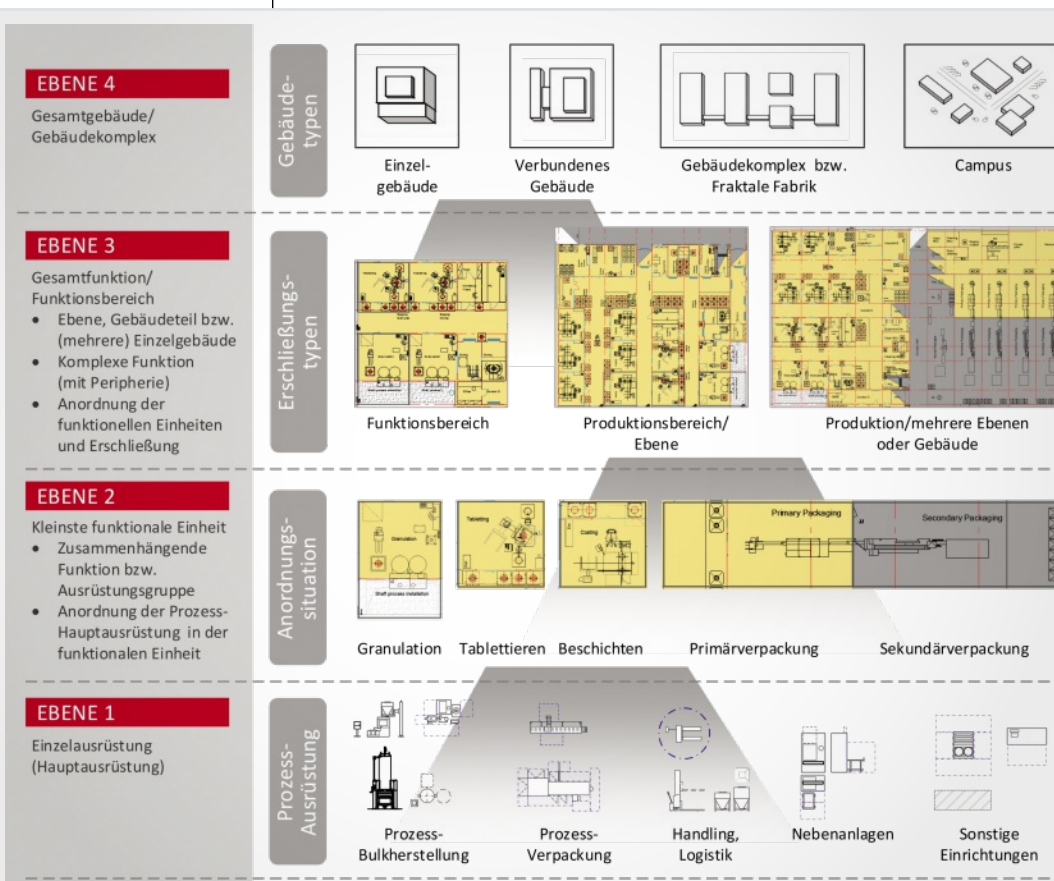 EBENE 4
Gesamtgebäude/
Gebäudekomplex
Gebäude-
typen
Einzel-
gebäude
Verbundenes
Gebäude
Gebäudekomplex bzw.
Fraktale Fabrik
Campus
EBENE 3
Gesamtfunktion/
Funktionsbereich
• Ebene, Gebäudeteil bzw.
(mehrere) Einzelgebäude
• Komplexe Funktion
(mit Peripherie)
• Anordnung der
funktionellen Einheiten
und Erschließung
Erschließungs-
typen
Funktionsbereich
Produktionsbereich/
Ebene
Produktion/mehrere Ebenen
oder Gebäude
EBENE 2
Kleinste funktionale Einheit
• Zusammenhängende
Funktion bzw.
Ausrüstungsgruppe
• Anordnung der Prozess-
Hauptausrüstung in der
funktionalen Einheit
Anordnungs-
situation
Granulation
Shaft process installation
Tabletting
Coating
Primary Packaging
Secondary Packaging
Granulation
Tablettieren
Beschichten
Primärverpackung
Sekundärverpackung
EBENE 1
Einzelausrüstung
(Hauptausrüstung)
Prozess-
Ausrüstung
Prozess-
Bulkherstellung
Prozess-
Verpackung
Handling,
Logistik
Nebenanlagen
Sonstige
Einrichtungen